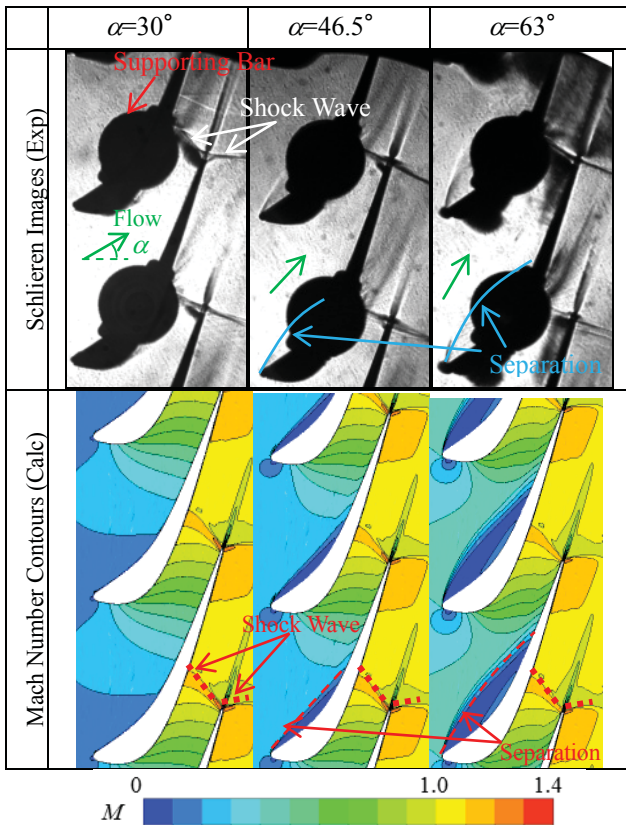 α=30˚ α=46.5˚ α=63˚
Schlieren Images (Exp)
Supporting Bar
Shock Wave
Flow
α
Separation
Mach Number Contours (Calc)
Shock Wave
Separation
0 1.0 1.4
M